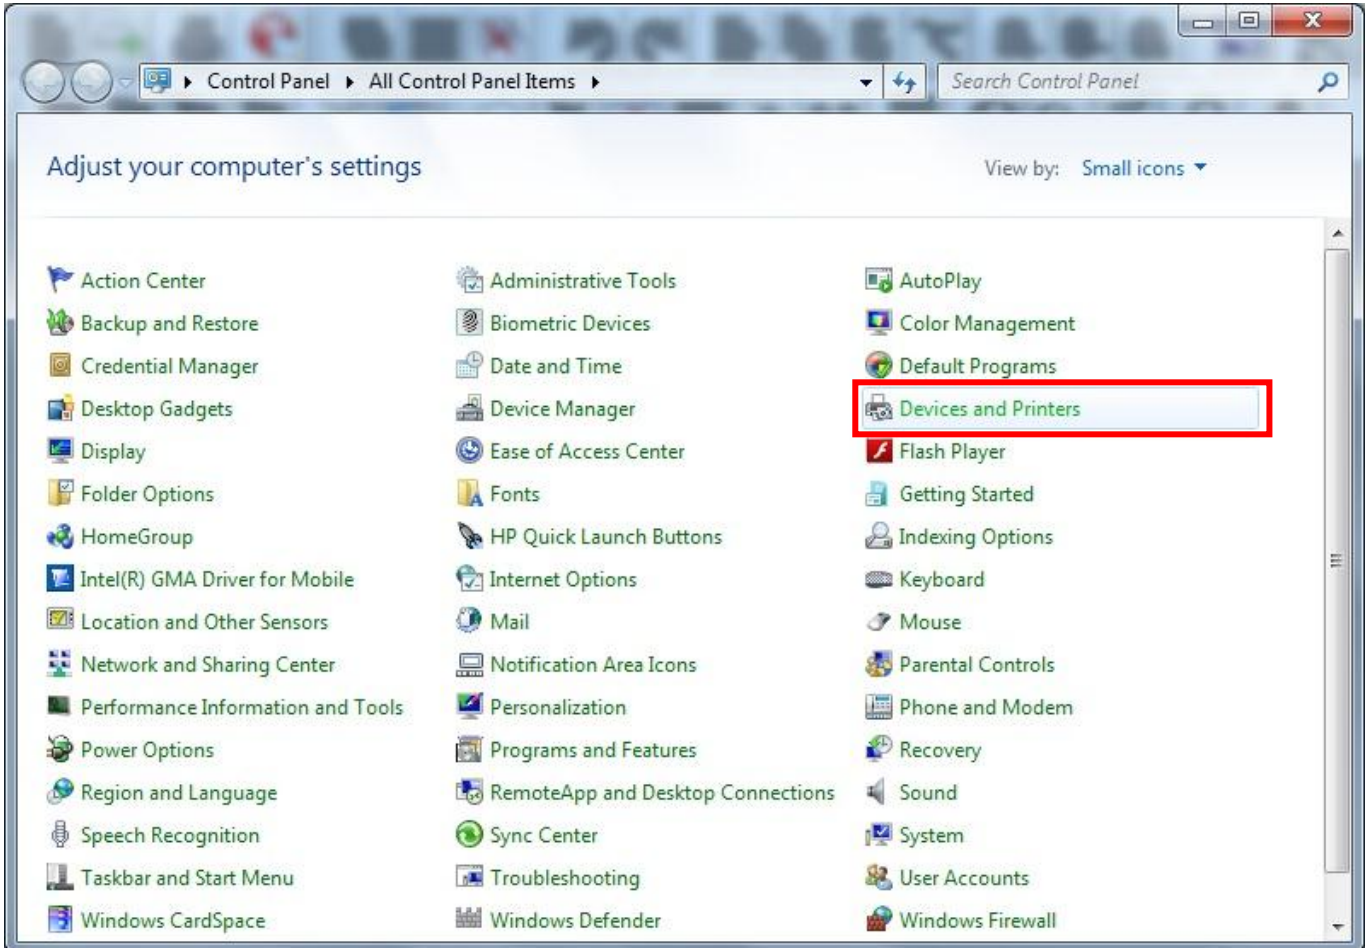 Control Panel All Control Panel Items Search Control Panel
Adjust your computer's settings View by: Small icons
Action Center Administrative Tools AutoPlay
Backup and Restore Biometric Devices Color Management
Credential Manager Date and Time Default Programs
Desktop Gadgets Device Manager Devices and Printers
Display Ease of Access Center Flash Player
Folder Options Fonts Getting Started
HomeGroup HP Quick Launch Buttons Indexing Options
Intel(R) GMA Driver for Mobile Internet Options Keyboard
Location and Other Sensors Mail Mouse
Network and Sharing Center Notification Area Icons Parental Controls
Performance Information and Tools Personalization Phone and Modem
Power Options Programs and Features Recovery
Region and Language RemoteApp and Desktop Connections Sound
Speech Recognition Sync Center System
Taskbar and Start Menu Troubleshooting User Accounts
Windows CardSpace Windows Defender Windows Firewall